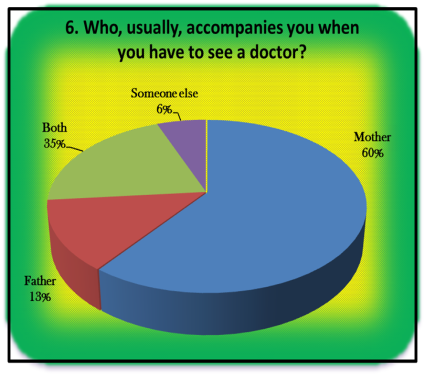 6. Who, usually, accompanies you when
you have to see a doctor?
Someone else
6%
Both
35%
Mother
60%
Father
13%